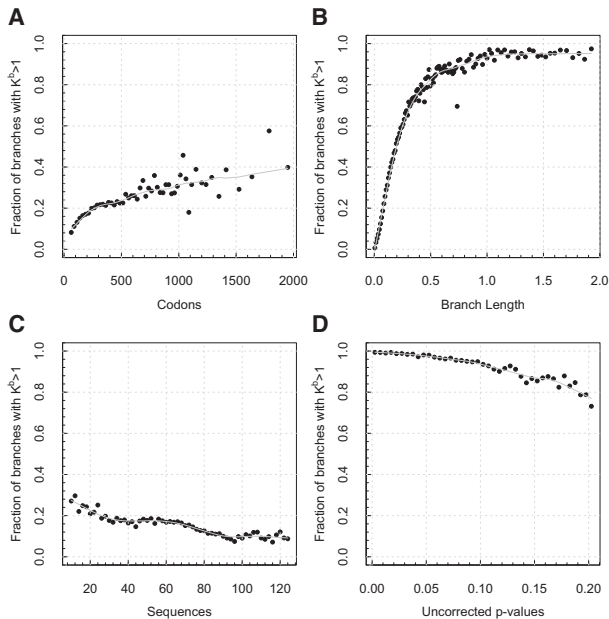 A
Fraction of branches with K^b>1
1.0
0.8
0.6
0.4
0.2
0.0
0 500 1000 1500 2000
Codons
B
Fraction of branches with K^b>1
1.0
0.8
0.6
0.4
0.2
0.0
0.0 0.5 1.0 1.5 2.0
Branch Length
C
Fraction of branches with K^b>1
1.0
0.8
0.6
0.4
0.2
0.0
20 40 60 80 100 120
Sequences
D
Fraction of branches with K^b>1
1.0
0.8
0.6
0.4
0.2
0.0
0.00 0.05 0.10 0.15 0.20
Uncorrected p-values